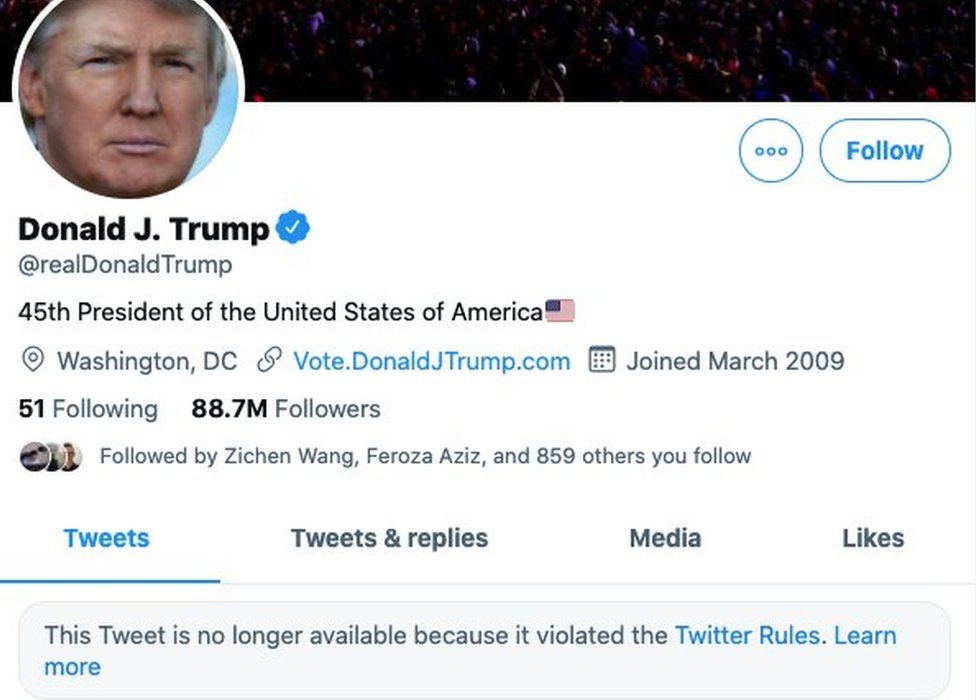 Follow
Donald J. Trump
@realDonaldTrump
45th President of the United States of America
Washington, DC Vote.DonaldJTrump.com Joined March 2009
51 Following 88.7M Followers
Followed by Zichen Wang, Feroza Aziz, and 859 others you follow
Tweets Tweets & replies Media Likes
This Tweet is no longer available because it violated the Twitter Rules. Learn
more